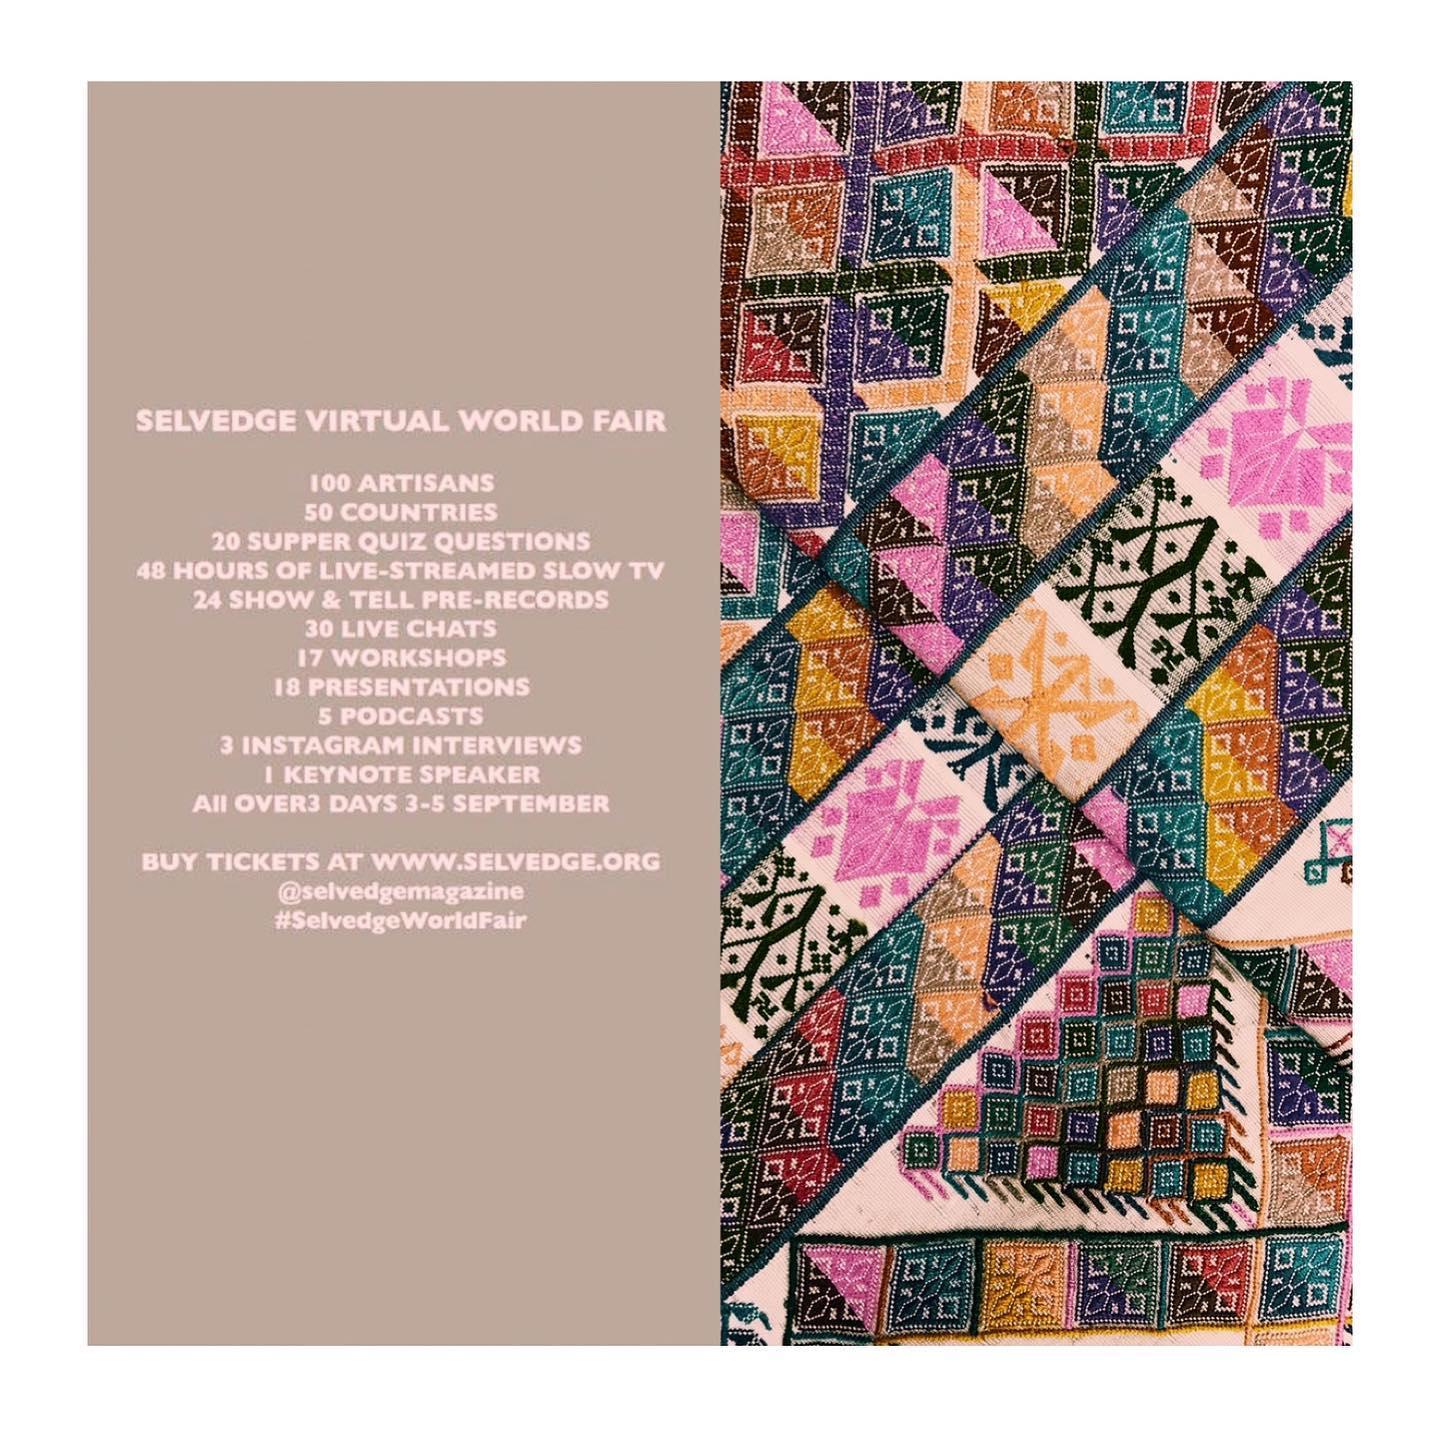 SELVEDGE VIRTUAL WORLD FAIR
100 ARTISANS
50 COUNTRIES
20 SUPPER QUIZ QUESTIONS
48 HOURS OF LIVE-STREAMED SLOW TV
24 SHOW & TELL PRE-RECORDS
30 LIVE CHATS
17 WORKSHOPS
18 PRESENTATIONS
5 PODCASTS
3 INSTAGRAM INTERVIEWS
1 KEYNOTE SPEAKER
All OVER3 DAYS 3-5 SEPTEMBER
BUY TICKETS AT WWW.SELVEDGE.ORG
@selvedgemagazine
#SelvedgeWorldFair